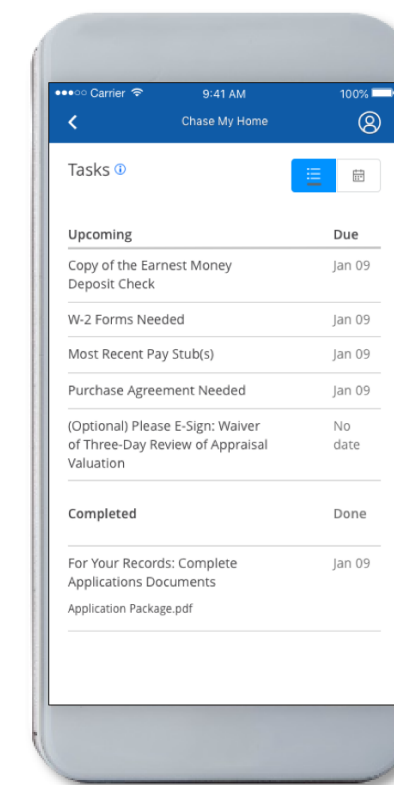 Carrier 9:41 AM 100%
Chase My Home
Tasks
Upcoming Due
Copy of the Earnest Money Jan 09
Deposit Check
W-2 Forms Needed Jan 09
Most Recent Pay Stub(s) Jan 09
Purchase Agreement Needed Jan 09
(Optional) Please E-Sign: Waiver No
of Three-Day Review of Appraisal date
Valuation
Completed Done
For Your Records: Complete Jan 09
Applications Documents
Application Package.pdf